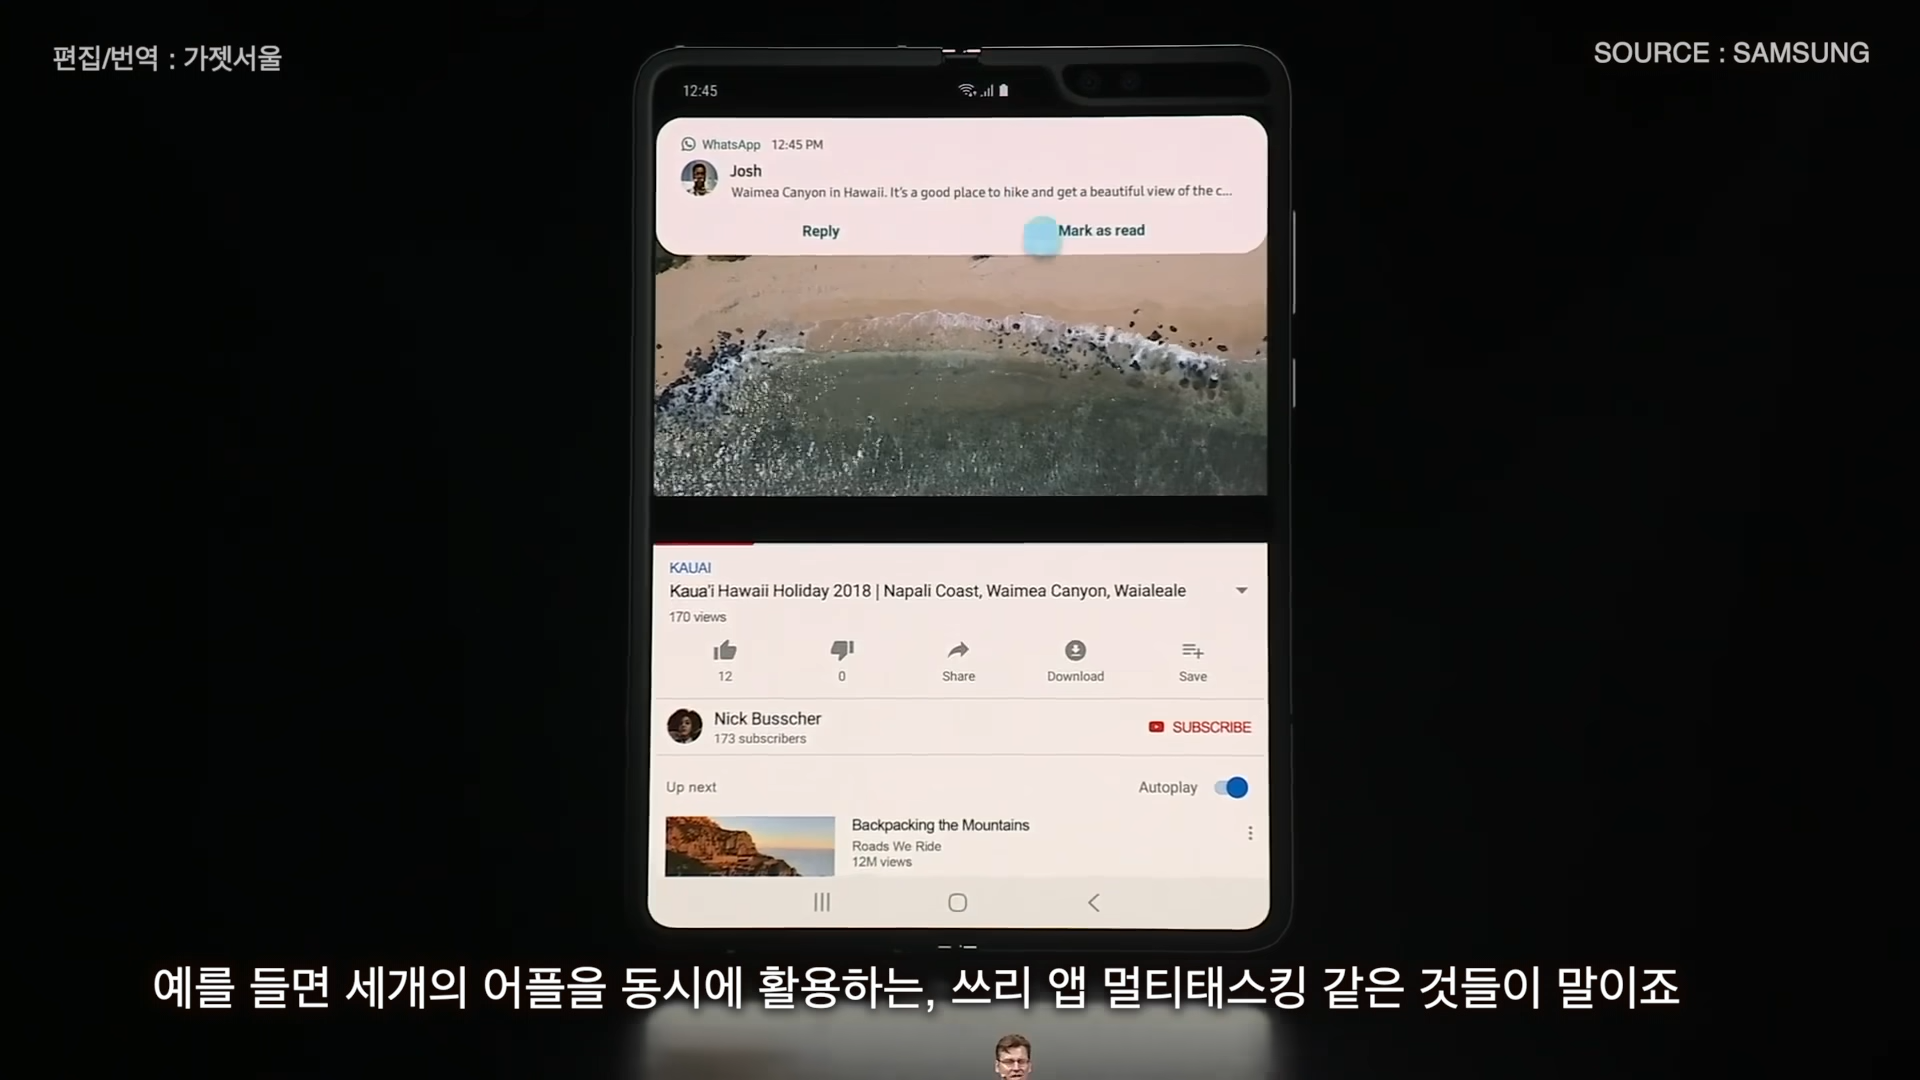 편집/번역 : 가젯서울
SOURCE : SAMSUNG
12:45
WhatsApp 12:45 PM
Josh
Waimea Canyon in Hawaii. It's a good place to hike and get a beautiful view of the c...
Reply
Mark as read
KAUAI
Kaua'i Hawaii Holiday 2018 | Napali Coast, Waimea Canyon, Waialeale
170 views
12
0
Share
Download
Save
Nick Busscher
173 subscribers
SUBSCRIBE
Up next
Autoplay
Backpacking the Mountains
Roads We Ride
12M views
예를 들면 세개의 어플을 동시에 활용하는, 쓰리 앱 멀티태스킹 같은 것들이 말이죠